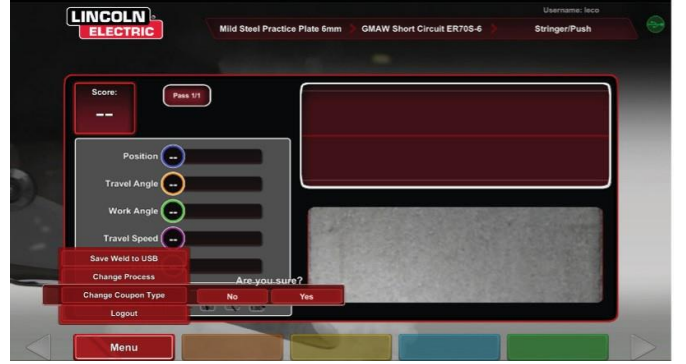 LINCOLN
ELECTRIC
Username: leco
Mild Steel Practice Plate 6mm
GMAW Short Circuit ER70S-6
Stringer/Push
Score:
--
Pass 1/1
Position --
Travel Angle --
Work Angle --
Travel Speed --
Save Weld to USB
Change Process
Are you sure?
Change Coupon Type
No
Yes
Logout
Menu